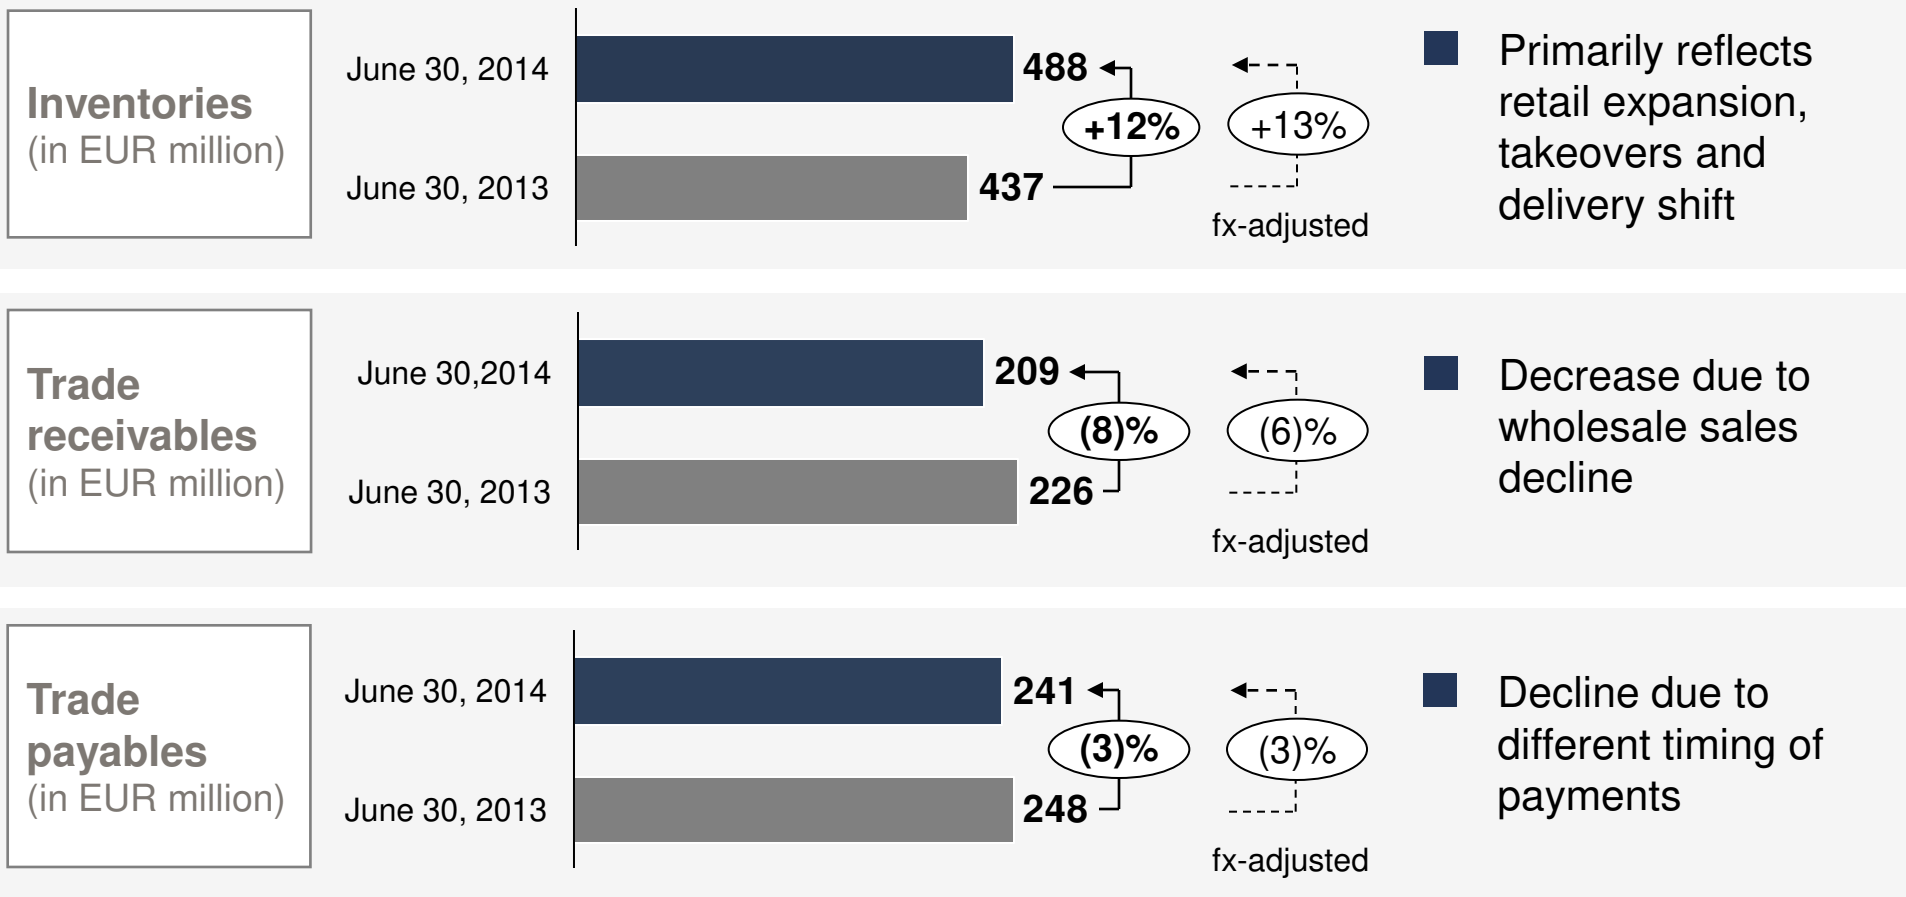 Inventories
(in EUR million)
June 30, 2014
488
+12%
+13%
June 30, 2013
437
fx-adjusted
Primarily reflects
retail expansion,
takeovers and
delivery shift
Trade
receivables
(in EUR million)
June 30,2014
209
(8)%
(6)%
June 30, 2013
226
fx-adjusted
Decrease due to
wholesale sales
decline
Trade
payables
(in EUR million)
June 30, 2014
241
(3)%
(3)%
June 30, 2013
248
fx-adjusted
Decline due to
different timing of
payments